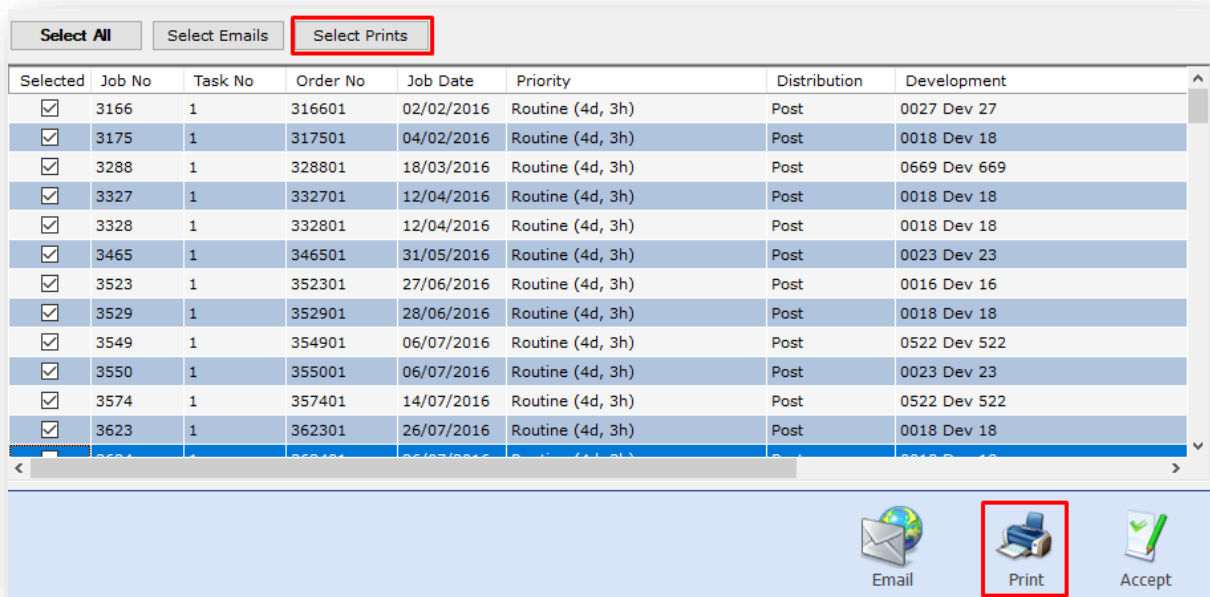 Select All Select Emails Select Prints
Selected Job No Task No Order No Job Date Priority Distribution Development
3166 1 316601 02/02/2016 Routine (4d, 3h) Post 0027 Dev 27
3175 1 317501 04/02/2016 Routine (4d, 3h) Post 0018 Dev 18
3288 1 328801 18/03/2016 Routine (4d, 3h) Post 0669 Dev 669
3327 1 332701 12/04/2016 Routine (4d, 3h) Post 0018 Dev 18
3328 1 332801 12/04/2016 Routine (4d, 3h) Post 0018 Dev 18
3465 1 346501 31/05/2016 Routine (4d, 3h) Post 0023 Dev 23
3523 1 352301 27/06/2016 Routine (4d, 3h) Post 0016 Dev 16
3529 1 352901 28/06/2016 Routine (4d, 3h) Post 0018 Dev 18
3549 1 354901 06/07/2016 Routine (4d, 3h) Post 0522 Dev 522
3550 1 355001 06/07/2016 Routine (4d, 3h) Post 0023 Dev 23
3574 1 357401 14/07/2016 Routine (4d, 3h) Post 0522 Dev 522
3623 1 362301 26/07/2016 Routine (4d, 3h) Post 0018 Dev 18
Email Print Accept